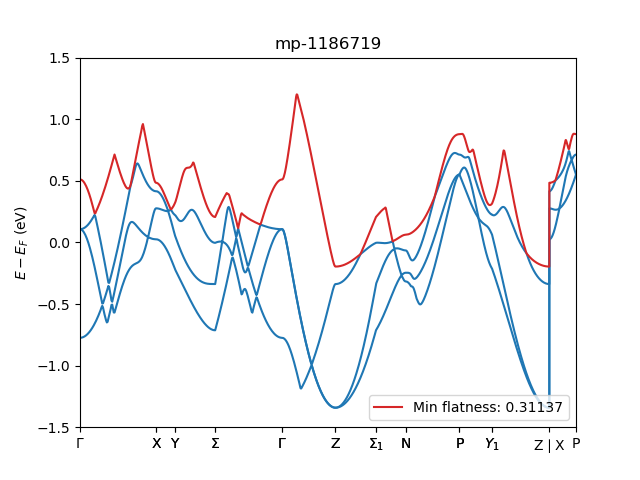 mp-1186719
E − E_F (eV)
1.5
1.0
0.5
0.0
−0.5
−1.0
−1.5
Min flatness: 0.31137
Γ X Y Σ Γ Z Σ₁ N P Y₁ Z | X P